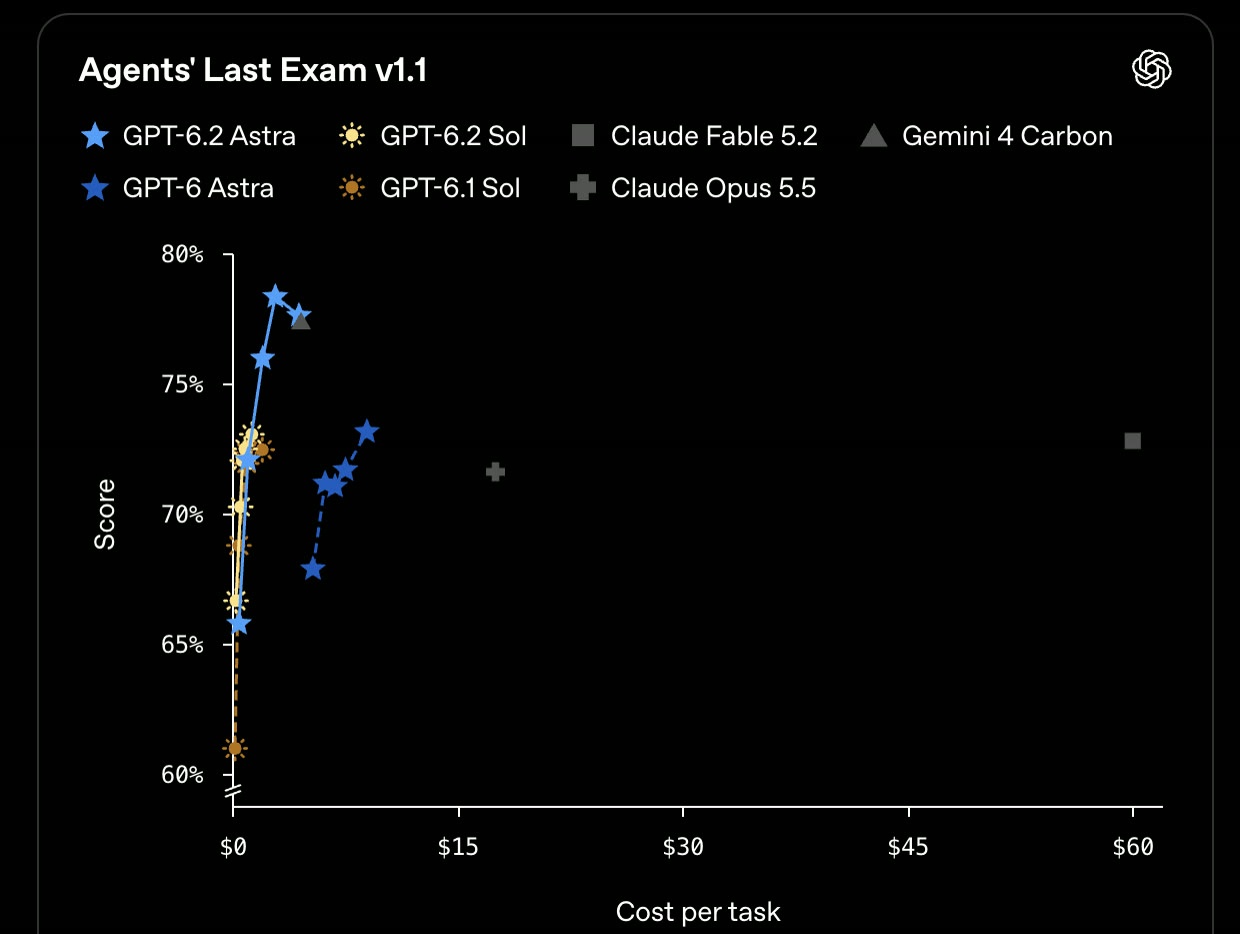 Agents' Last Exam v1.1
GPT-6.2 Astra
GPT-6.2 Sol
Claude Fable 5.2
Gemini 4 Carbon
GPT-6 Astra
GPT-6.1 Sol
Claude Opus 5.5
80%
75%
70%
65%
60%
Score
$0
$15
$30
$45
$60
Cost per task